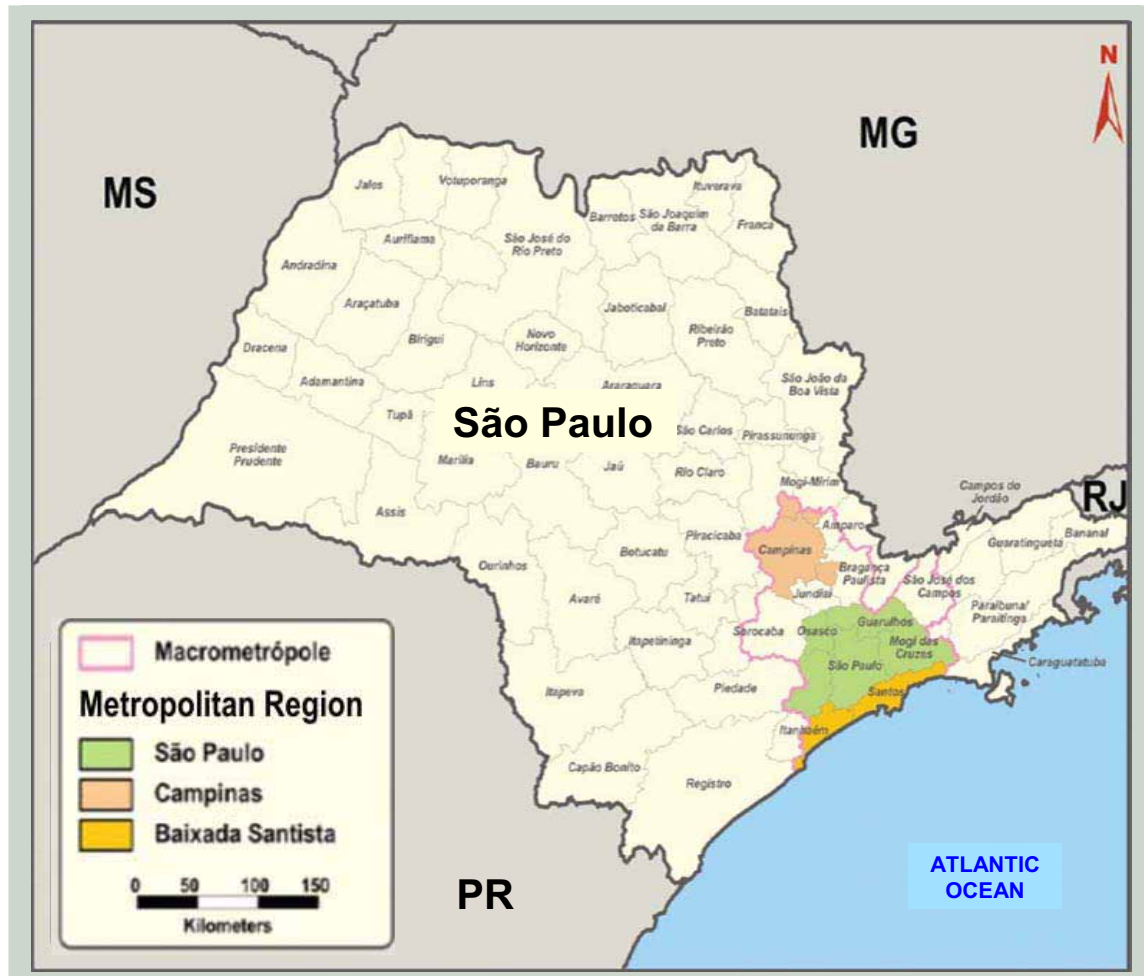 N
MG
MS
Jales
Votuporanga
Ituverava
Barretos
São Joaquim
da Barra
Franca
Auriflama
São José do
Rio Preto
Andradina
Araçatuba
Jaboticabal
Batatais
Ribeirão
Preto
Birigui
Novo
Horizonte
Dracena
Adamantina
Lins
Araraquara
São João da
Boa Vista
Tupã
São Paulo
São Carlos
Pirassununga
Presidente
Prudente
Marília
Bauru
Jaú
Rio Claro
Mogi-Mirim
Campos do
Jordão
RJ
Assis
Amparo
Piracicaba
Campinas
Guaratinguetá
Bananal
Ourinhos
Botucatu
Bragança
Paulista
São José dos
Campos
Avaré
Tatuí
Jundiaí
Paraibuna/
Paraitinga
Sorocaba
Osasco
Guarulhos
Itapetininga
Mogi das
Cruzes
Caraguatatuba
São Paulo
Itapeva
Piedade
Santos
Itanhaém
Capão Bonito
Registro
Macrometrópole
Metropolitan Region
São Paulo
Campinas
Baixada Santista
0 50 100 150
Kilometers
PR
ATLANTIC
OCEAN